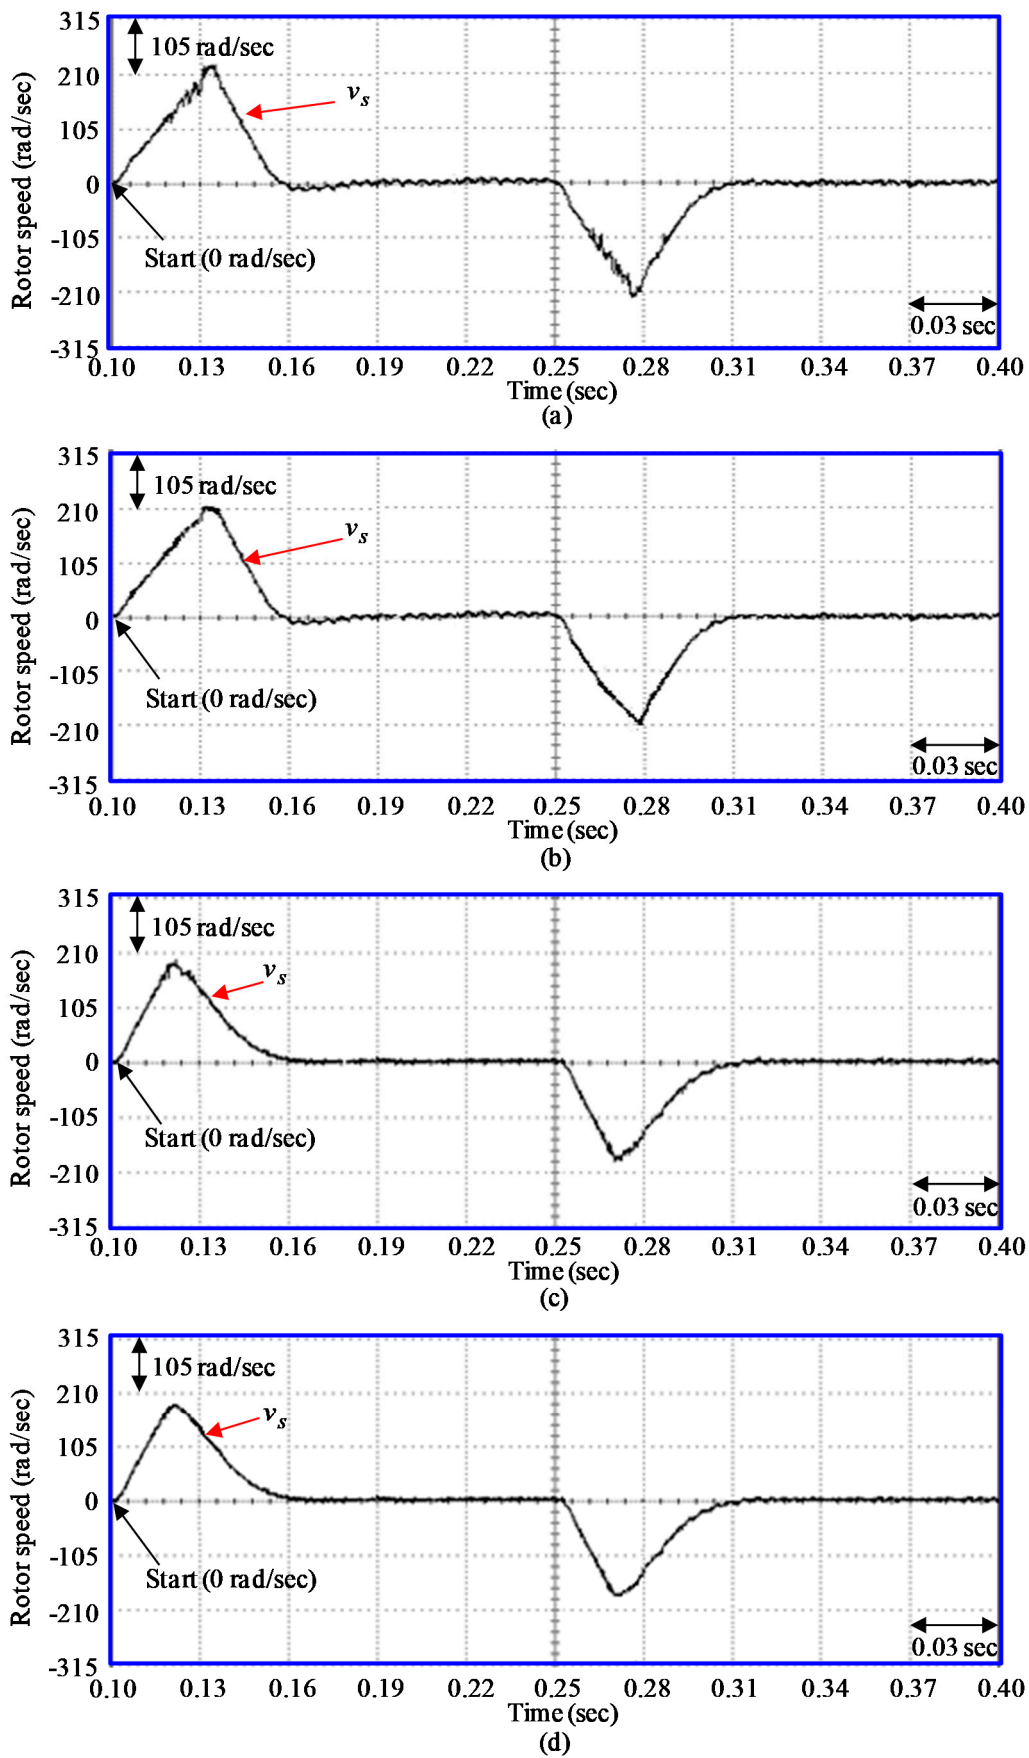 315
105 rad/sec
210
v_s
105
0
-105
Start (0 rad/sec)
-210
0.03 sec
-315
Rotor speed (rad/sec)
0.10 0.13 0.16 0.19 0.22 0.25 0.28 0.31 0.34 0.37 0.40
Time (sec)
(a)
315
105 rad/sec
210
v_s
105
0
-105
Start (0 rad/sec)
-210
0.03 sec
-315
Rotor speed (rad/sec)
0.10 0.13 0.16 0.19 0.22 0.25 0.28 0.31 0.34 0.37 0.40
Time (sec)
(b)
315
105 rad/sec
210
v_s
105
0
-105
Start (0 rad/sec)
-210
0.03 sec
-315
Rotor speed (rad/sec)
0.10 0.13 0.16 0.19 0.22 0.25 0.28 0.31 0.34 0.37 0.40
Time (sec)
(c)
315
105 rad/sec
210
v_s
105
0
-105
Start (0 rad/sec)
-210
0.03 sec
-315
Rotor speed (rad/sec)
0.10 0.13 0.16 0.19 0.22 0.25 0.28 0.31 0.34 0.37 0.40
Time (sec)
(d)